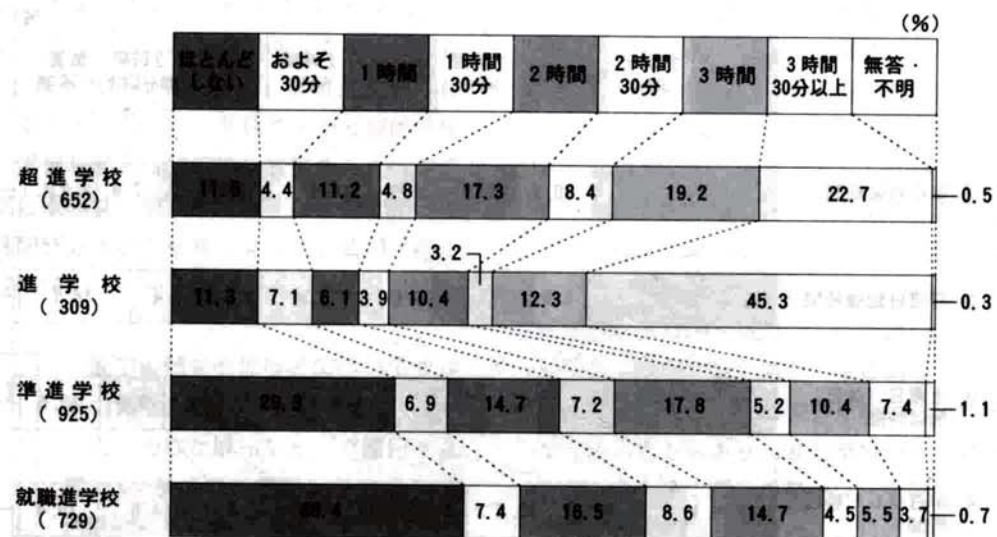 (%)
ほとんどしない
およそ30分
1時間
1時間30分
2時間
2時間30分
3時間
3時間30分以上
無答・不明
超進学校
(652)
11.5 4.4 11.2 4.8 17.3 8.4 19.2 22.7 0.5
進学校
(309)
11.3 7.1 6.1 3.9 10.4 3.2 12.3 45.3 0.3
準進学校
(925)
29.3 6.9 14.7 7.2 17.8 5.2 10.4 7.4 1.1
就職進学校
(729)
38.4 7.4 16.5 8.6 14.7 4.5 5.5 3.7 0.7